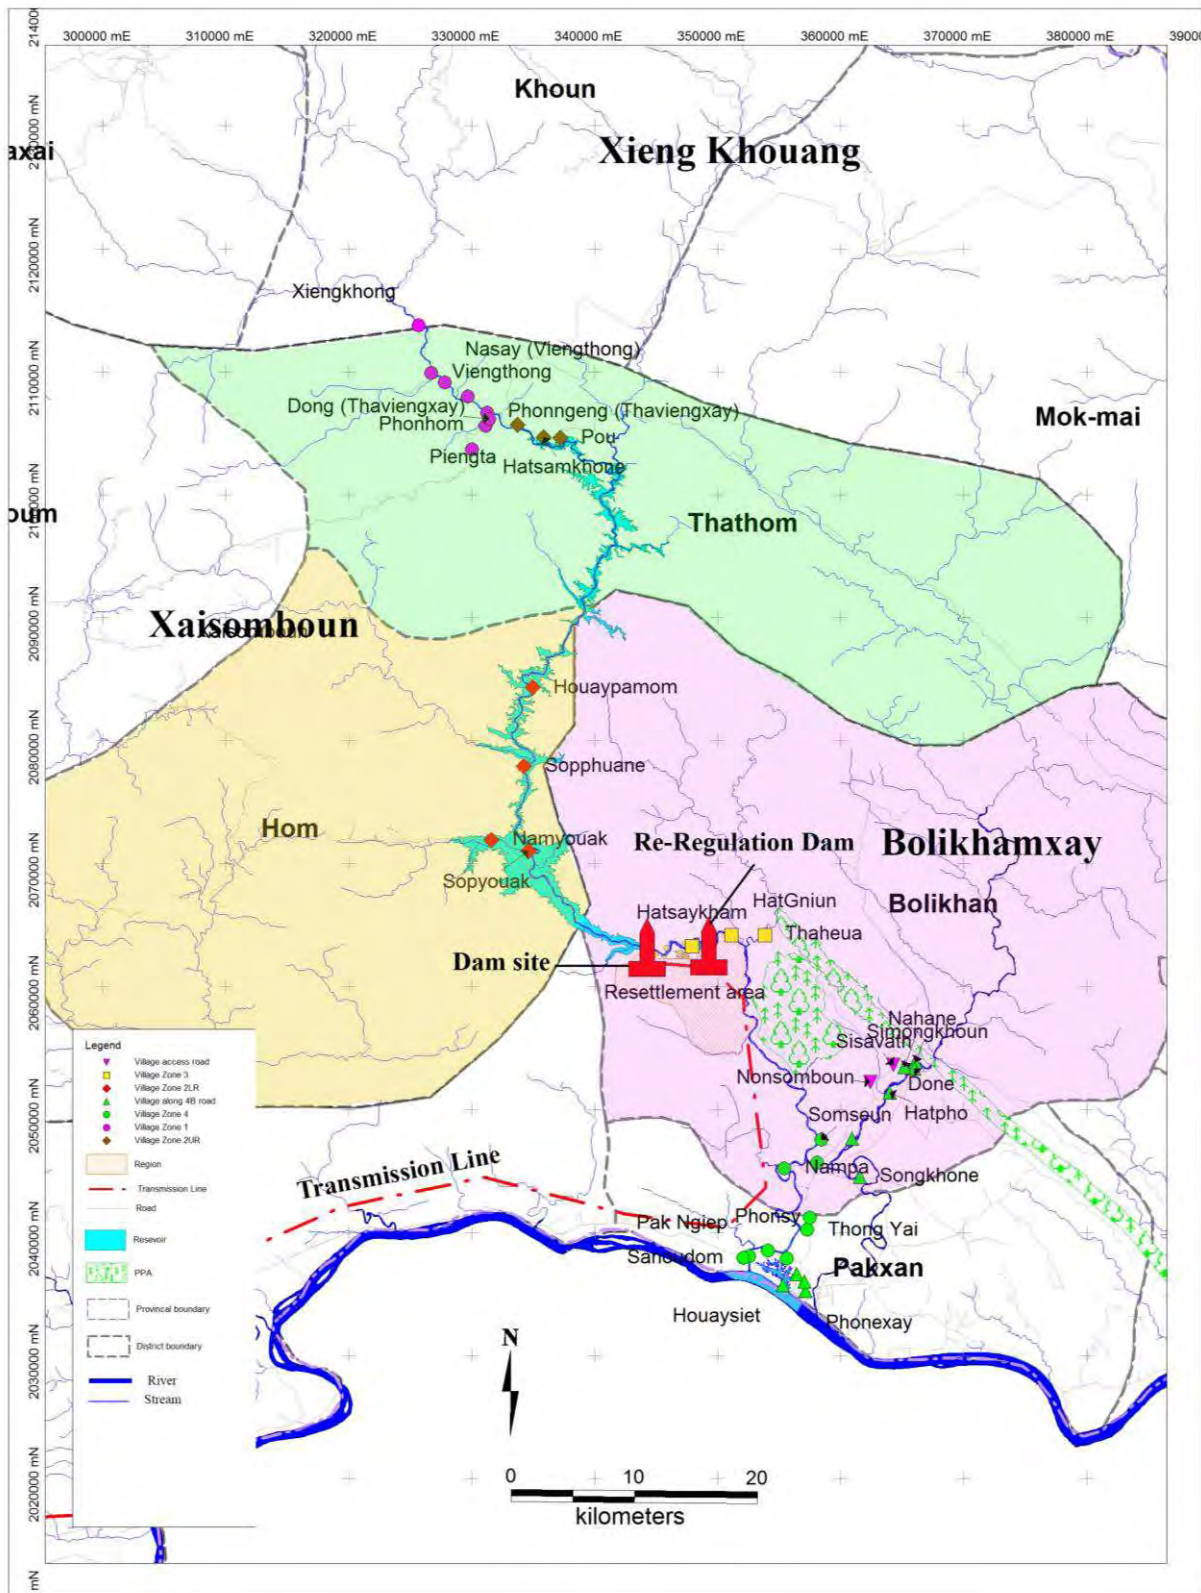 300000 mE
310000 mE
320000 mE
330000 mE
340000 mE
350000 mE
360000 mE
370000 mE
380000 mE
39000
21400
2120000 mN
2110000 mN
2090000 mN
2080000 mN
2070000 mN
2060000 mN
2050000 mN
2040000 mN
2030000 mN
2020000 mN
mN
Khoun
axai
Xieng Khouang
Xiengkhong
Nasay (Viengthong)
Viengthong
Dong (Thaviengxay)
Phonngeng (Thaviengxay)
Phonhom
Pou
Mok-mai
Piengta
Hatsamkhone
oum
Thathom
Xaisomboun
Xaisomboun
Houaypamom
Sopphuane
Hom
Namyouak
Re-Regulation Dam
Bolikhamxay
Sopyouak
HatGniun
Bolikhan
Hatsaykham
Thaheua
Dam site
Resettlement area
Nahane
Simongkhoun
Sisavath
Nonsomboun
Done
Hatpho
Somseun
Transmission Line
Nampa
Songkhone
Pak Ngiep
Phonsy
Thong Yai
Sanoudom
Pakxan
Houaysiet
Phonexay
Legend
Village access road
Village Zone 3
Village Zone 2LR
Village along 4B road
Village Zone 4
Village Zone 1
Village Zone 2UR
Region
Transmission Line
Road
Resevoir
PPA
Provincal boundary
District boundary
River
Stream
N
0 10 20
kilometers